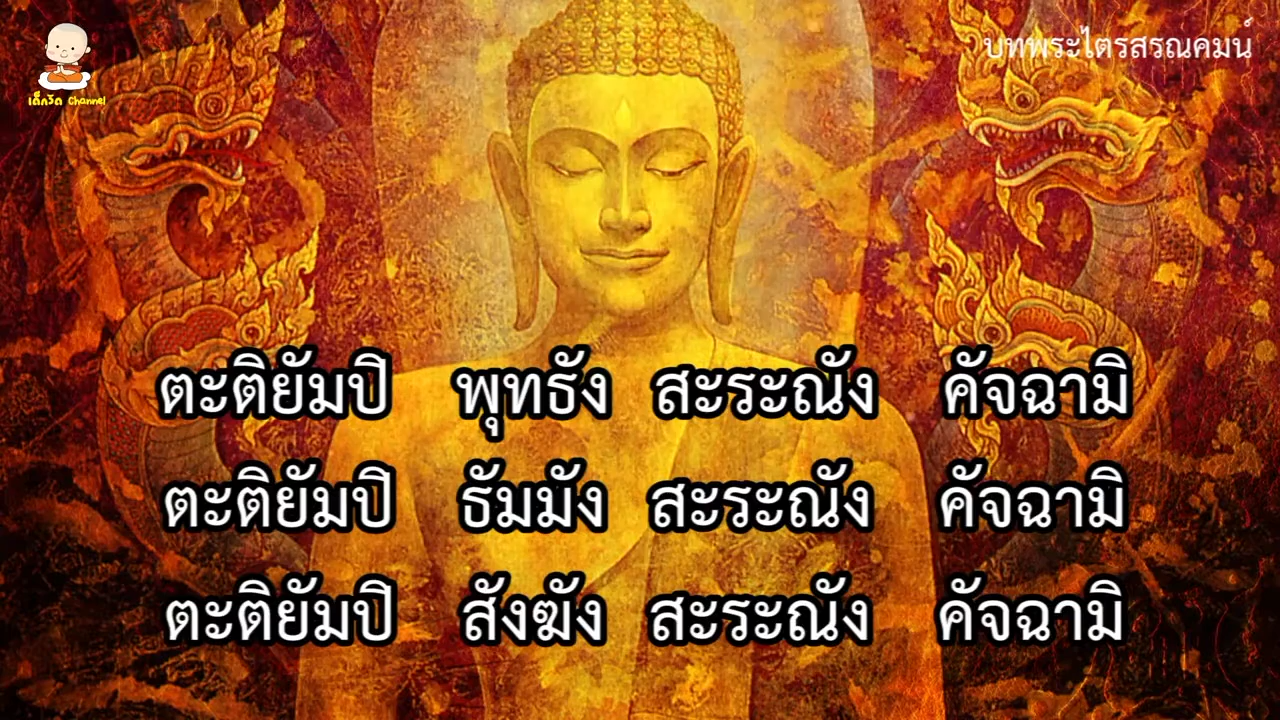 เด็กวัด Channel
บทพระไตรสรณคมน์
ตะติยัมปิ พุทธัง สะระณัง คัจฉามิ
ตะติยัมปิ ธัมมัง สะระณัง คัจฉามิ
ตะติยัมปิ สังฆัง สะระณัง คัจฉามิ